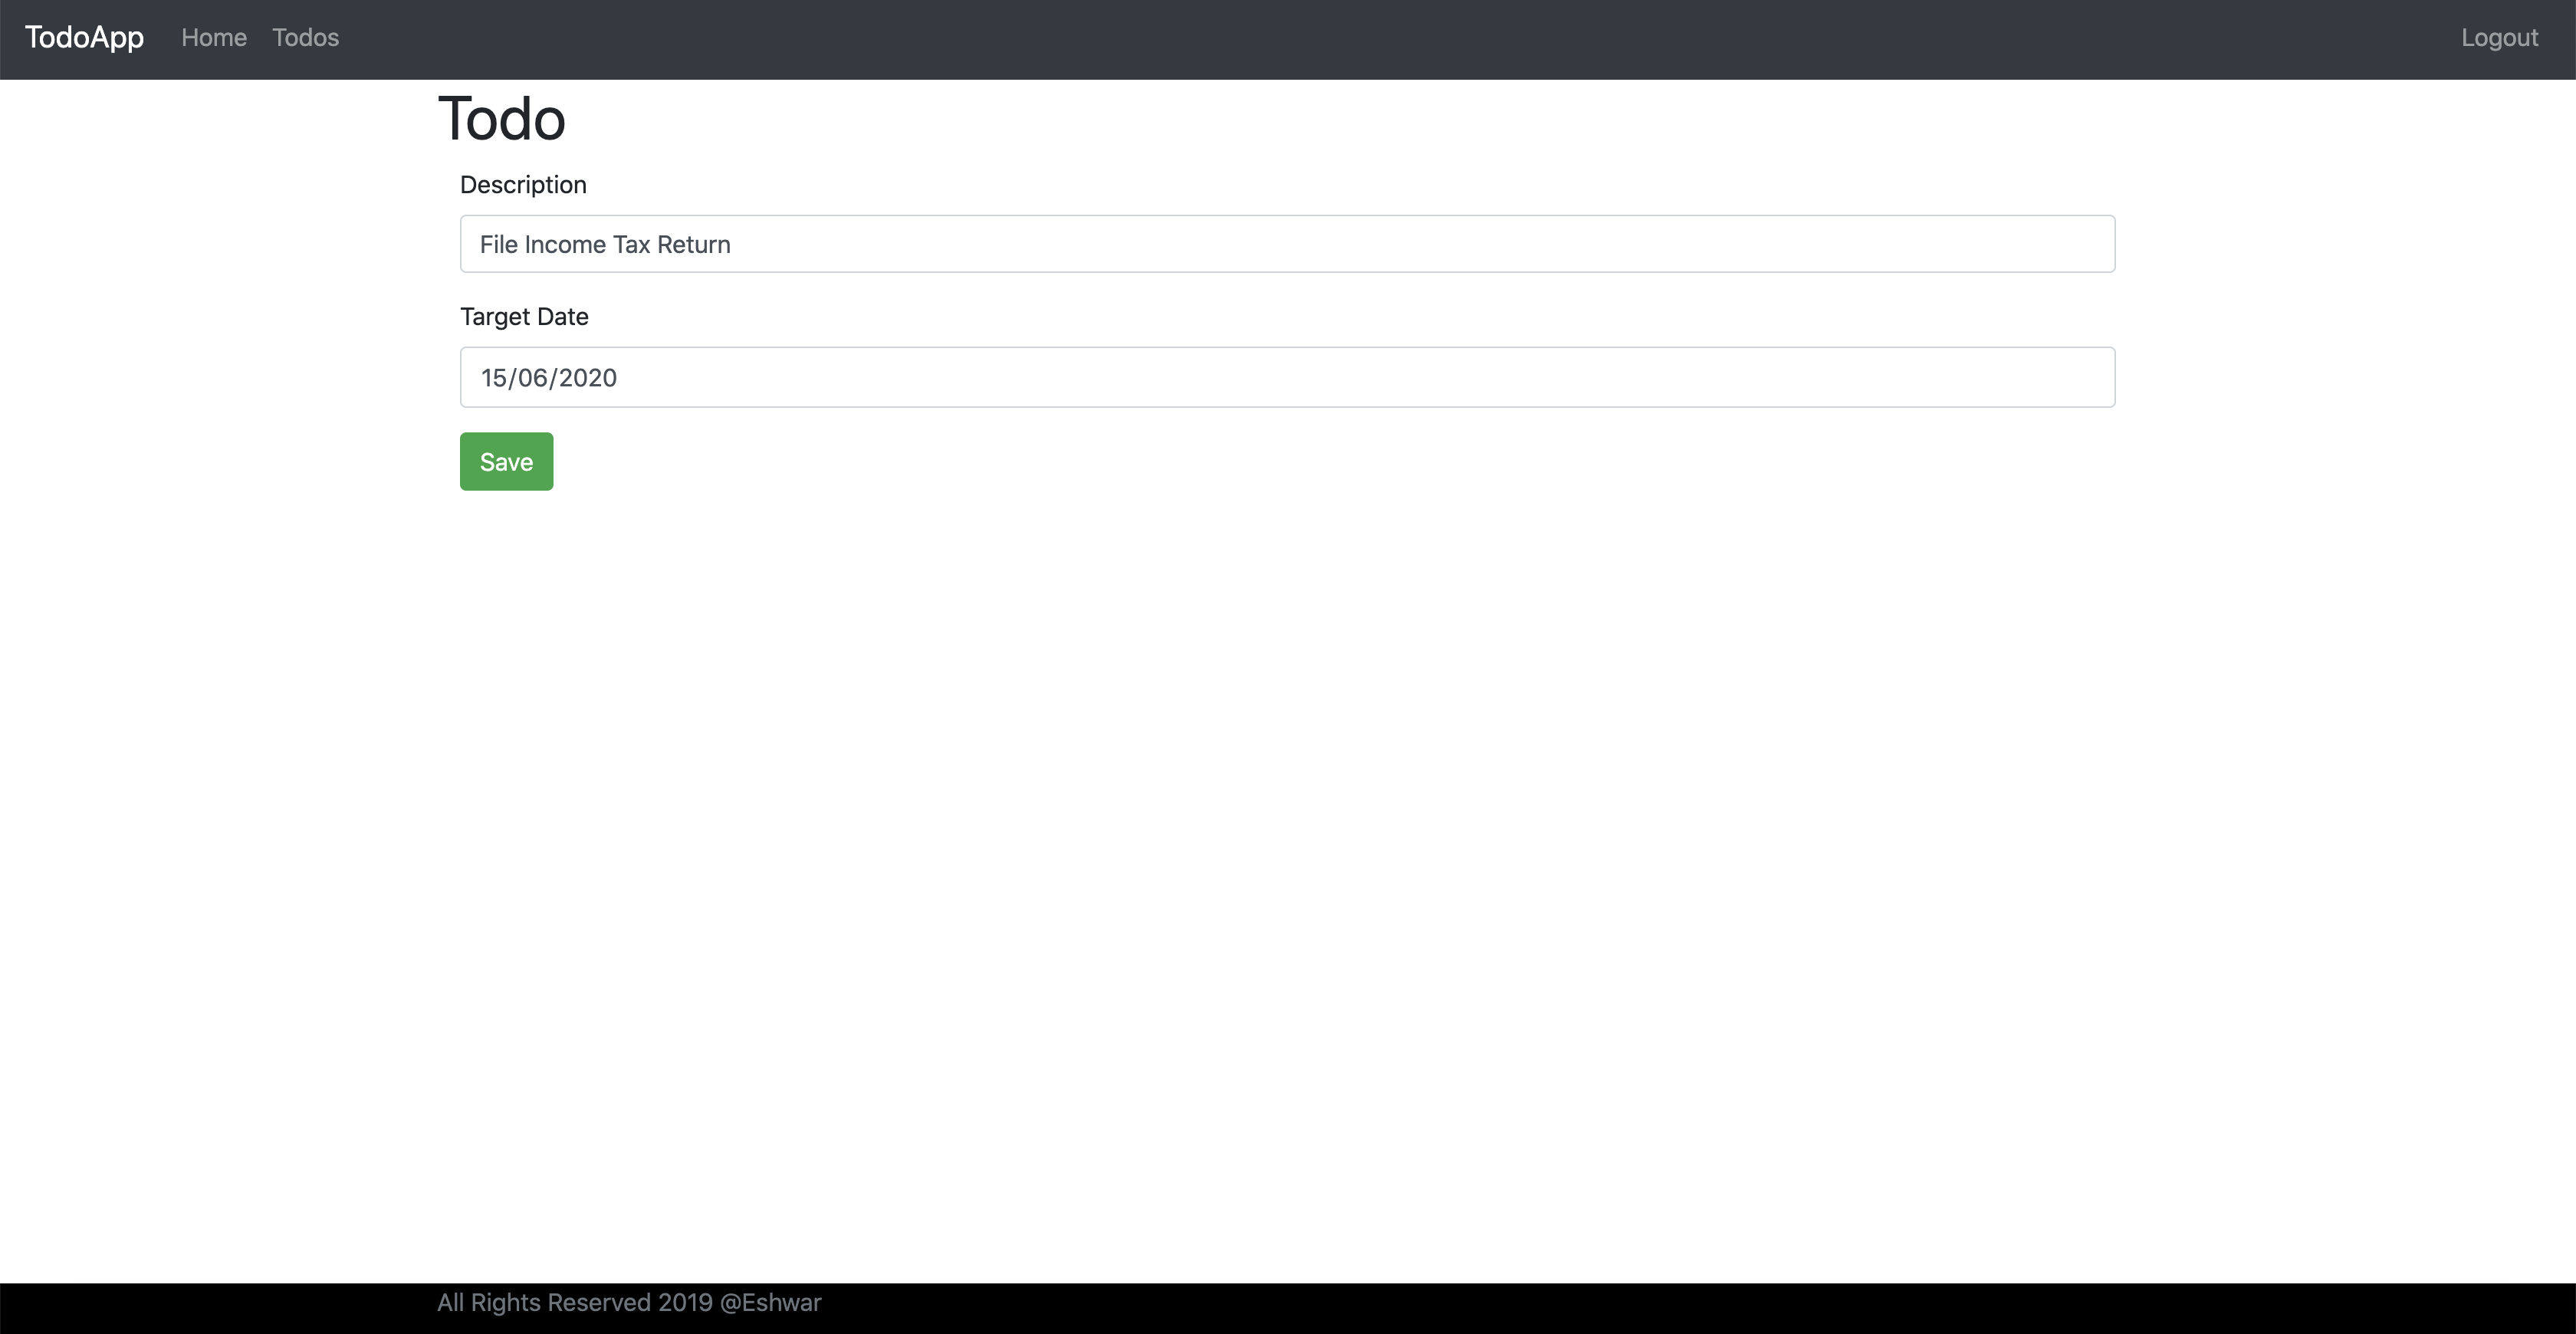 TodoApp Home Todos Logout
Todo
Description
File Income Tax Return
Target Date
15/06/2020
Save
All Rights Reserved 2019 @Eshwar